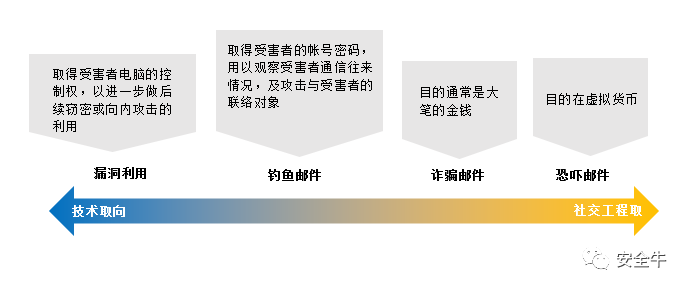 取得受害者电脑的控
制权，以进一步做后
续窃密或向内攻击的
利用
取得受害者的帐号密码，
用以观察受害者通信往来
情况，及攻击与受害者的
联络对象
目的通常是大
笔的金钱
目的在虚拟货币
漏洞利用
钓鱼邮件
诈骗邮件
恐吓邮件
技术取向
社交工程取
安全牛